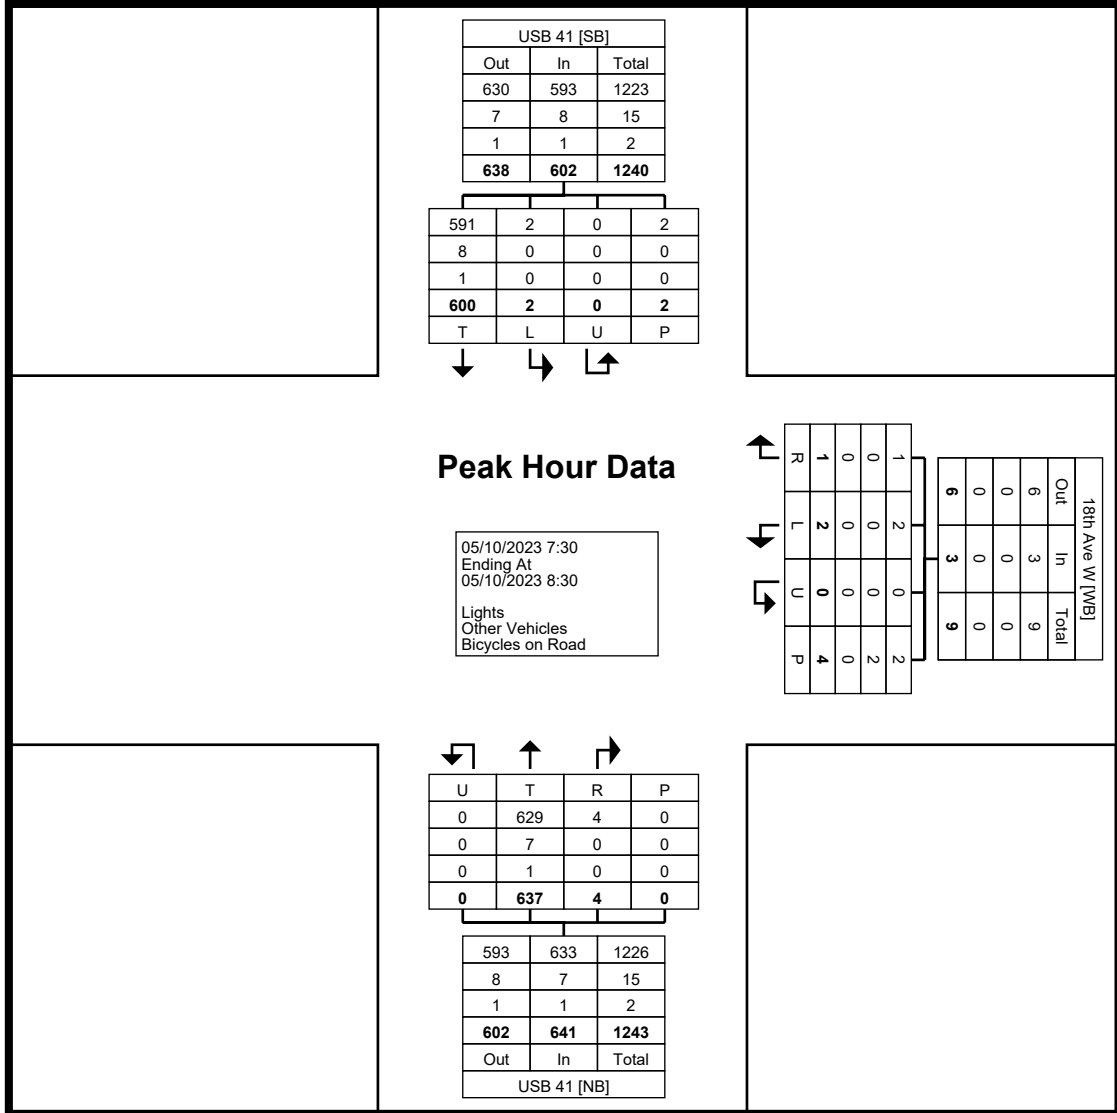 USB 41 [SB]
Out In Total
630 593 1223
7 8 15
1 1 2
638 602 1240
591 2 0 2
8 0 0 0
1 0 0 0
600 2 0 2
T L U P
Peak Hour Data
05/10/2023 7:30
Ending At
05/10/2023 8:30
Lights
Other Vehicles
Bicycles on Road
18th Ave W [WB]
Out In Total
6 3 9
0 0 0
0 0 0
6 3 9
1 2 0 2
0 0 0 2
0 0 0 0
1 2 0 4
R L U P
U T R P
0 629 4 0
0 7 0 0
0 1 0 0
0 637 4 0
593 633 1226
8 7 15
1 1 2
602 641 1243
Out In Total
USB 41 [NB]